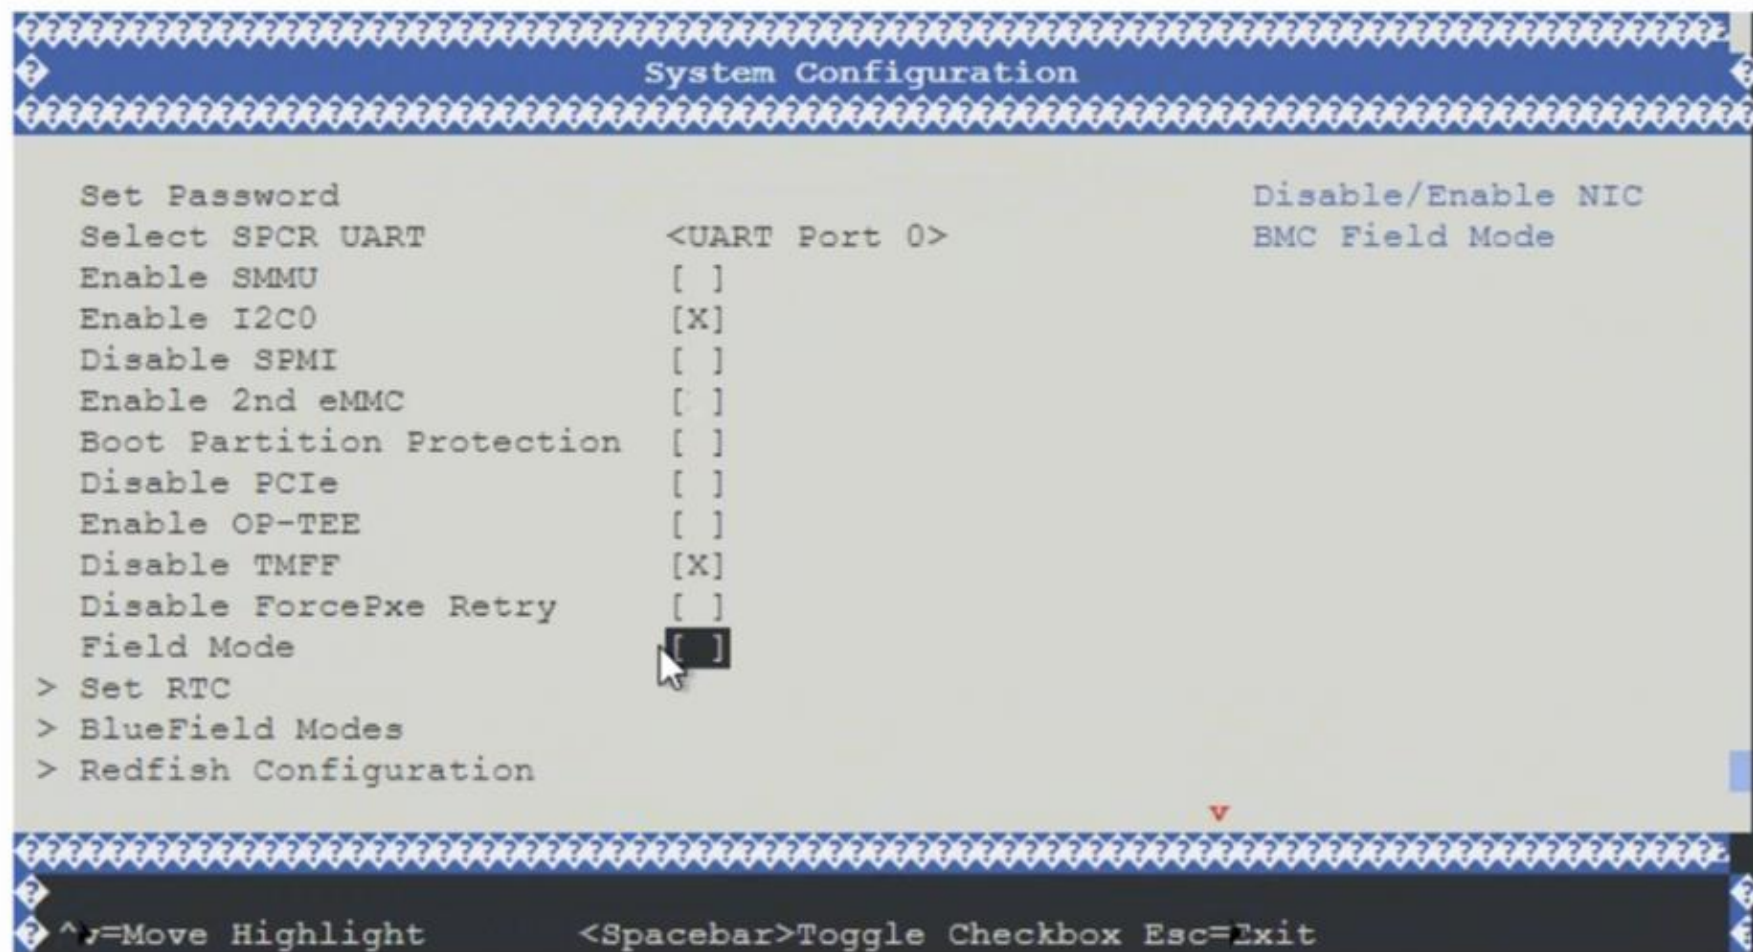 System Configuration
Set Password
Disable/Enable NIC
Select SPCR UART <UART Port 0>
BMC Field Mode
Enable SMMU [ ]
Enable I2C0 [X]
Disable SPMI [ ]
Enable 2nd eMMC [ ]
Boot Partition Protection [ ]
Disable PCIe [ ]
Enable OP-TEE [ ]
Disable TMFF [X]
Disable ForcePxe Retry [ ]
Field Mode [ ]
> Set RTC
> BlueField Modes
> Redfish Configuration
v
^v=Move Highlight <Spacebar>Toggle Checkbox Esc=Exit